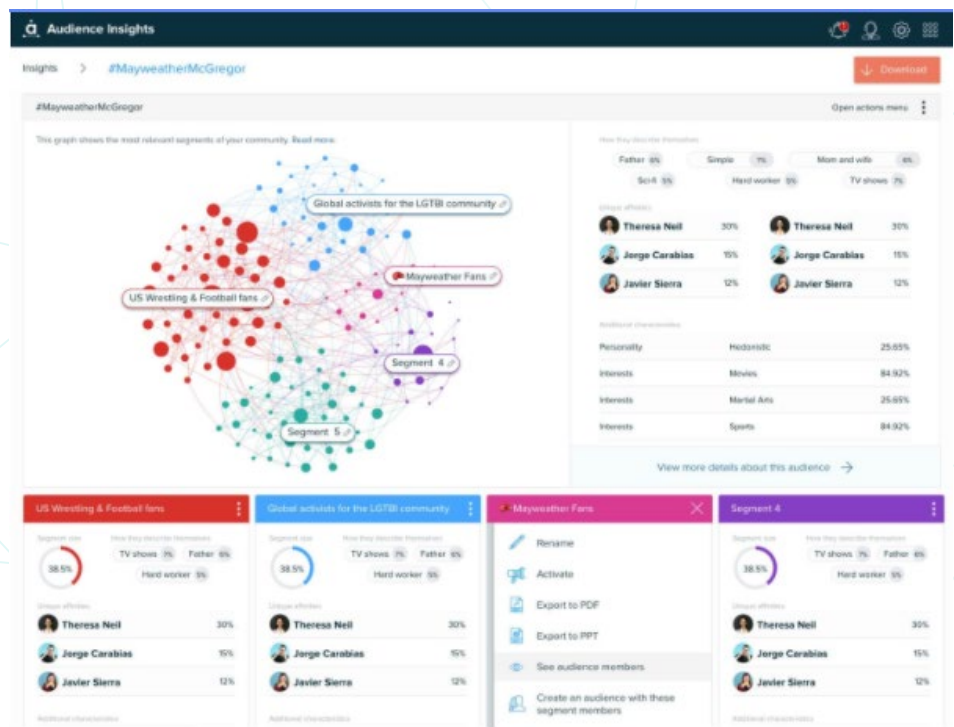 Audience Insights
Insights > #MayweatherMcGregor
Download
#MayweatherMcGregor
Open actions menu
This graph shows the most relevant segments of your community. Read more.
Global activists for the LGTBI community
Mayweather Fans
US Wrestling & Football fans
Segment 4
Segment 5
How they describe themselves
Father 6% Simple 7% Mom and wife 6%
Sci-fi 5% Hard worker 5% TV shows 7%
Unique affinities
Theresa Neil 30% Theresa Neil 30%
Jorge Carabias 15% Jorge Carabias 15%
Javier Sierra 12% Javier Sierra 12%
Additional characteristics
Personality Hedonistic 25.65%
Interests Movies 84.92%
Interests Martial Arts 25.65%
Interests Sports 84.92%
View more details about this audience
US Wrestling & Football fans
Segment size How they describe themselves
38.5%
TV shows 7% Father 6%
Hard worker 5%
Unique affinities
Theresa Neil 30%
Jorge Carabias 15%
Javier Sierra 12%
Additional characteristics
Global activists for the LGTBI community
Segment size How they describe themselves
38.5%
TV shows 7% Father 6%
Hard worker 5%
Unique affinities
Theresa Neil 30%
Jorge Carabias 15%
Javier Sierra 12%
Additional characteristics
Mayweather Fans
Rename
Activate
Export to PDF
Export to PPT
See audience members
Create an audience with these
segment members
Segment 4
Segment size How they describe themselves
38.5%
TV shows 7% Father 6%
Hard worker 5%
Unique affinities
Theresa Neil 30%
Jorge Carabias 15%
Javier Sierra 12%
Additional characteristics